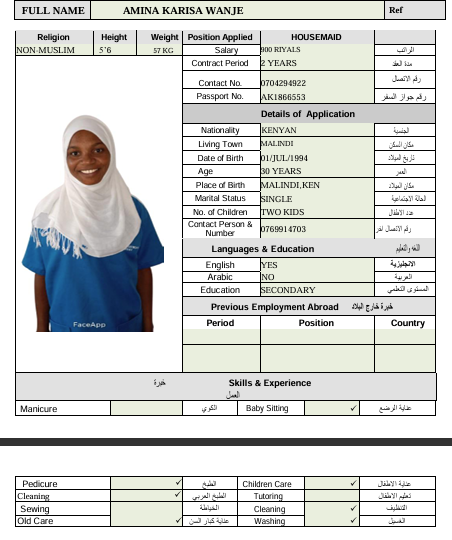 FULL NAME AMINA KARISA WANJE Ref
Religion Height Weight Position Applied HOUSEMAID
NON-MUSLIM 5'6 57 KG Salary 900 RIYALS الراتب
Contract Period 2 YEARS مدة العقد
Contact No. 0704294922 رقم الاتصال
Passport No. AK1866553 رقم جواز السفر
Details of Application
Nationality KENYAN الجنسية
Living Town MALINDI مكان السكن
Date of Birth 01/JUL/1994 تاريخ الميلاد
Age 30 YEARS العمر
Place of Birth MALINDI,KEN مكان الميلاد
Marital Status SINGLE الحالة الاجتماعية
No. of Children TWO KIDS عدد الاطفال
Contact Person & Number 0769914703 رقم الاتصال اخر
Languages & Education اللغة والتعليم
English YES الانجليزية
Arabic NO العربية
Education SECONDARY المستوى التعلمي
FaceApp
Previous Employment Abroad خبرة خارج البلاد
Period Position Country
خبرة Skills & Experience
العمل
Manicure الكوي Baby Sitting ✓ عناية الرضع
Pedicure ✓ الطبخ Children Care ✓ عناية الاطفال
Cleaning ✓ الطبخ العربي Tutoring تعليم الاطفال
Sewing الخياطة Cleaning ✓ التنظيف
Old Care ✓ عناية كبار السن Washing ✓ الغسيل